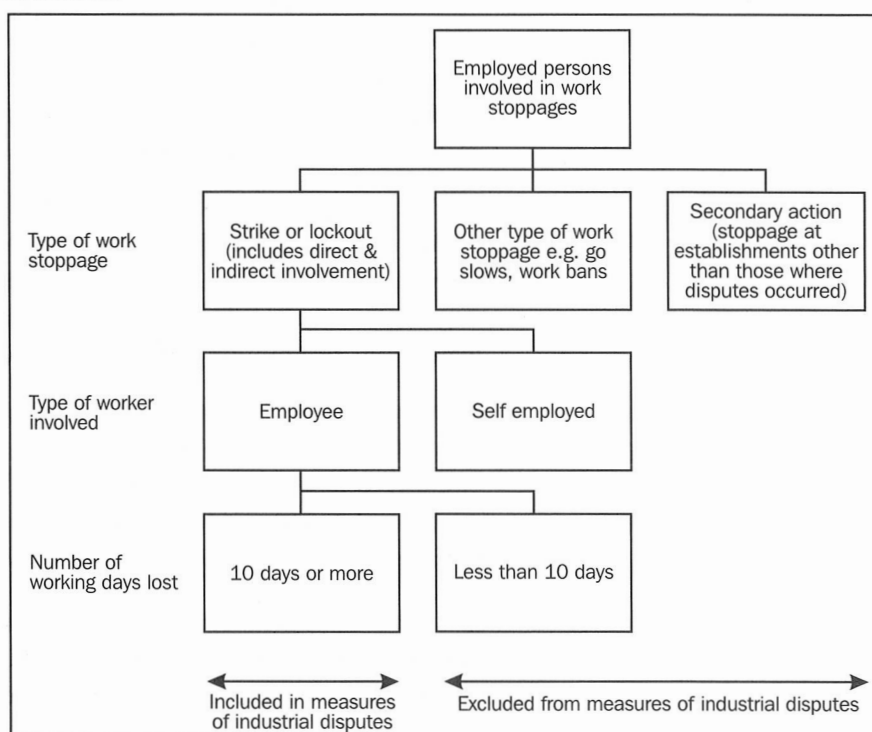 Employed persons
involved in work
stoppages
Type of work
stoppage
Strike or lockout
(includes direct &
indirect involvement)
Other type of work
stoppage e.g. go
slows, work bans
Secondary action
(stoppage at
establishments other
than those where
disputes occurred)
Type of worker
involved
Employee
Self employed
Number of
working days lost
10 days or more
Less than 10 days
Included in measures
of industrial disputes
Excluded from measures of industrial disputes